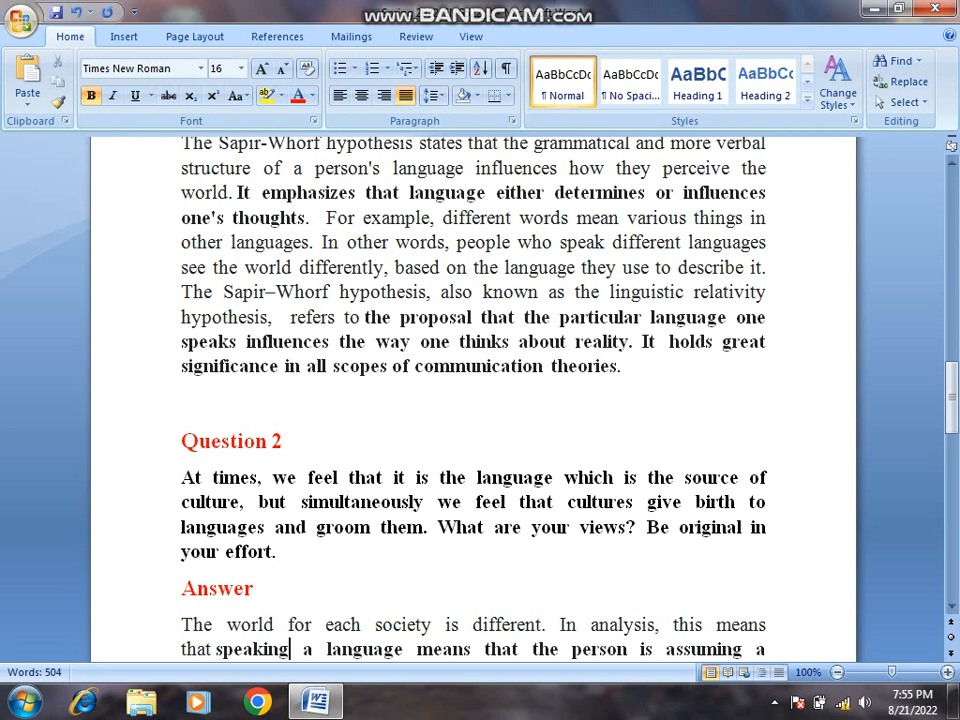 www.BANDICAM.com
Home Insert Page Layout References Mailings Review View
Paste
Times New Roman 16
Clipboard Font Paragraph Styles Editing
AaBbCcDc AaBbCcDc AaBbC AaBbCc
¶ Normal ¶ No Spaci... Heading 1 Heading 2
Change Styles
Find
Replace
Select
The Sapir-Whorf hypothesis states that the grammatical and more verbal
structure of a person's language influences how they perceive the
world. It emphasizes that language either determines or influences
one's thoughts. For example, different words mean various things in
other languages. In other words, people who speak different languages
see the world differently, based on the language they use to describe it.
The Sapir–Whorf hypothesis, also known as the linguistic relativity
hypothesis, refers to the proposal that the particular language one
speaks influences the way one thinks about reality. It holds great
significance in all scopes of communication theories.
Question 2
At times, we feel that it is the language which is the source of
culture, but simultaneously we feel that cultures give birth to
languages and groom them. What are your views? Be original in
your effort.
Answer
The world for each society is different. In analysis, this means
that speaking a language means that the person is assuming a
Words: 504
100%
7:55 PM
8/21/2022